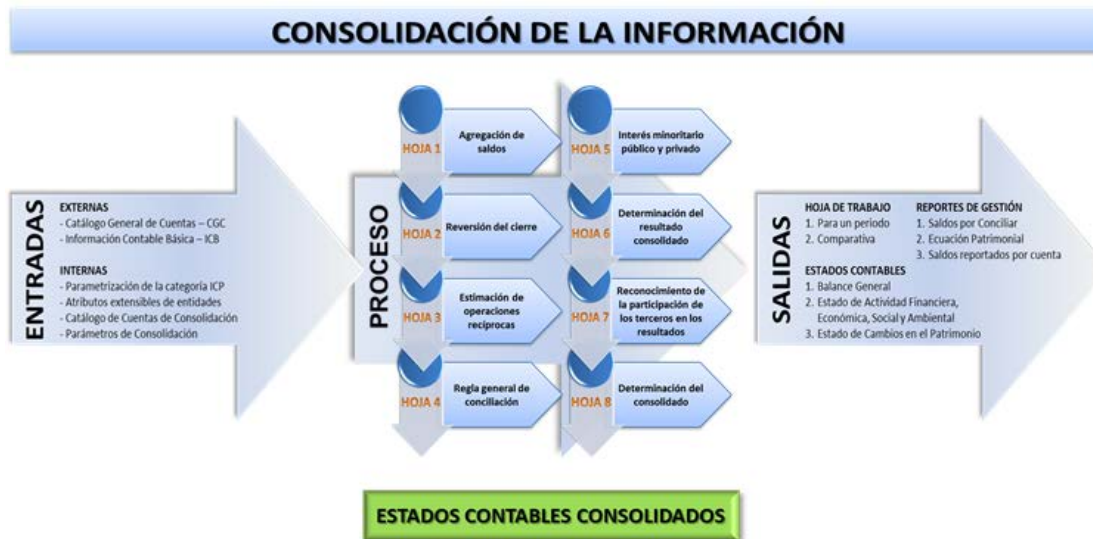 CONSOLIDACIÓN DE LA INFORMACIÓN
ENTRADAS
EXTERNAS
- Catálogo General de Cuentas – CGC
- Información Contable Básica – ICB
INTERNAS
- Parametrización de la categoría ICP
- Atributos extensibles de entidades
- Catálogo de Cuentas de Consolidación
- Parámetros de Consolidación
PROCESO
HOJA 1
Agregación de
saldos
HOJA 2
Reversión del cierre
HOJA 3
Estimación de
operaciones
recíprocas
HOJA 4
Regla general de
conciliación
HOJA 5
Interés minoritario
público y privado
HOJA 6
Determinación del
resultado
consolidado
HOJA 7
Reconocimiento de
la participación de
los terceros en los
resultados
HOJA 8
Determinación del
consolidado
SALIDAS
HOJA DE TRABAJO
1. Para un periodo
2. Comparativa
REPORTES DE GESTIÓN
1. Saldos por Conciliar
2. Ecuación Patrimonial
3. Saldos reportados por cuenta
ESTADOS CONTABLES
1. Balance General
2. Estado de Actividad Financiera,
Económica, Social y Ambiental
3. Estado de Cambios en el Patrimonio
ESTADOS CONTABLES CONSOLIDADOS